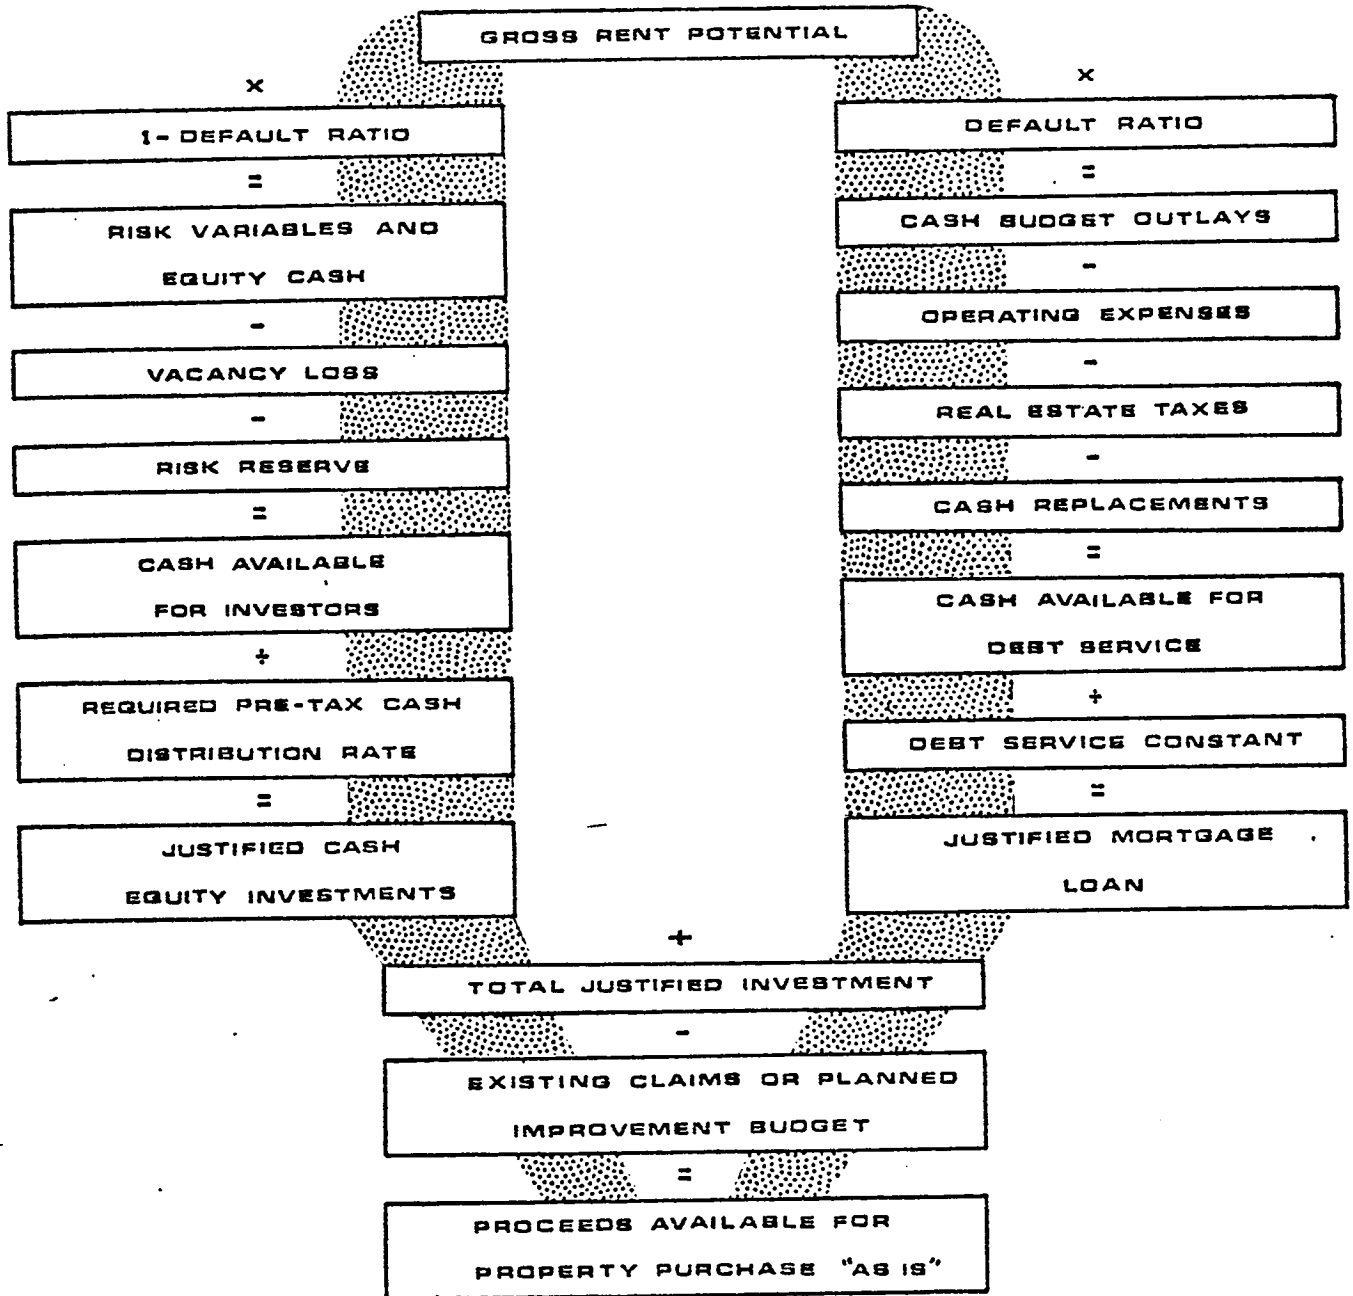 GROSS RENT POTENTIAL
×
1- DEFAULT RATIO
=
RISK VARIABLES AND
EQUITY CASH
-
VACANCY LOSS
-
RISK RESERVE
=
CASH AVAILABLE
FOR INVESTORS
÷
REQUIRED PRE-TAX CASH
DISTRIBUTION RATE
=
JUSTIFIED CASH
EQUITY INVESTMENTS
×
DEFAULT RATIO
=
CASH BUDGET OUTLAYS
-
OPERATING EXPENSES
-
REAL ESTATE TAXES
-
CASH REPLACEMENTS
=
CASH AVAILABLE FOR
DEBT SERVICE
÷
DEBT SERVICE CONSTANT
=
JUSTIFIED MORTGAGE
LOAN
+
TOTAL JUSTIFIED INVESTMENT
-
EXISTING CLAIMS OR PLANNED
IMPROVEMENT BUDGET
=
PROCEEDS AVAILABLE FOR
PROPERTY PURCHASE "AS IS"